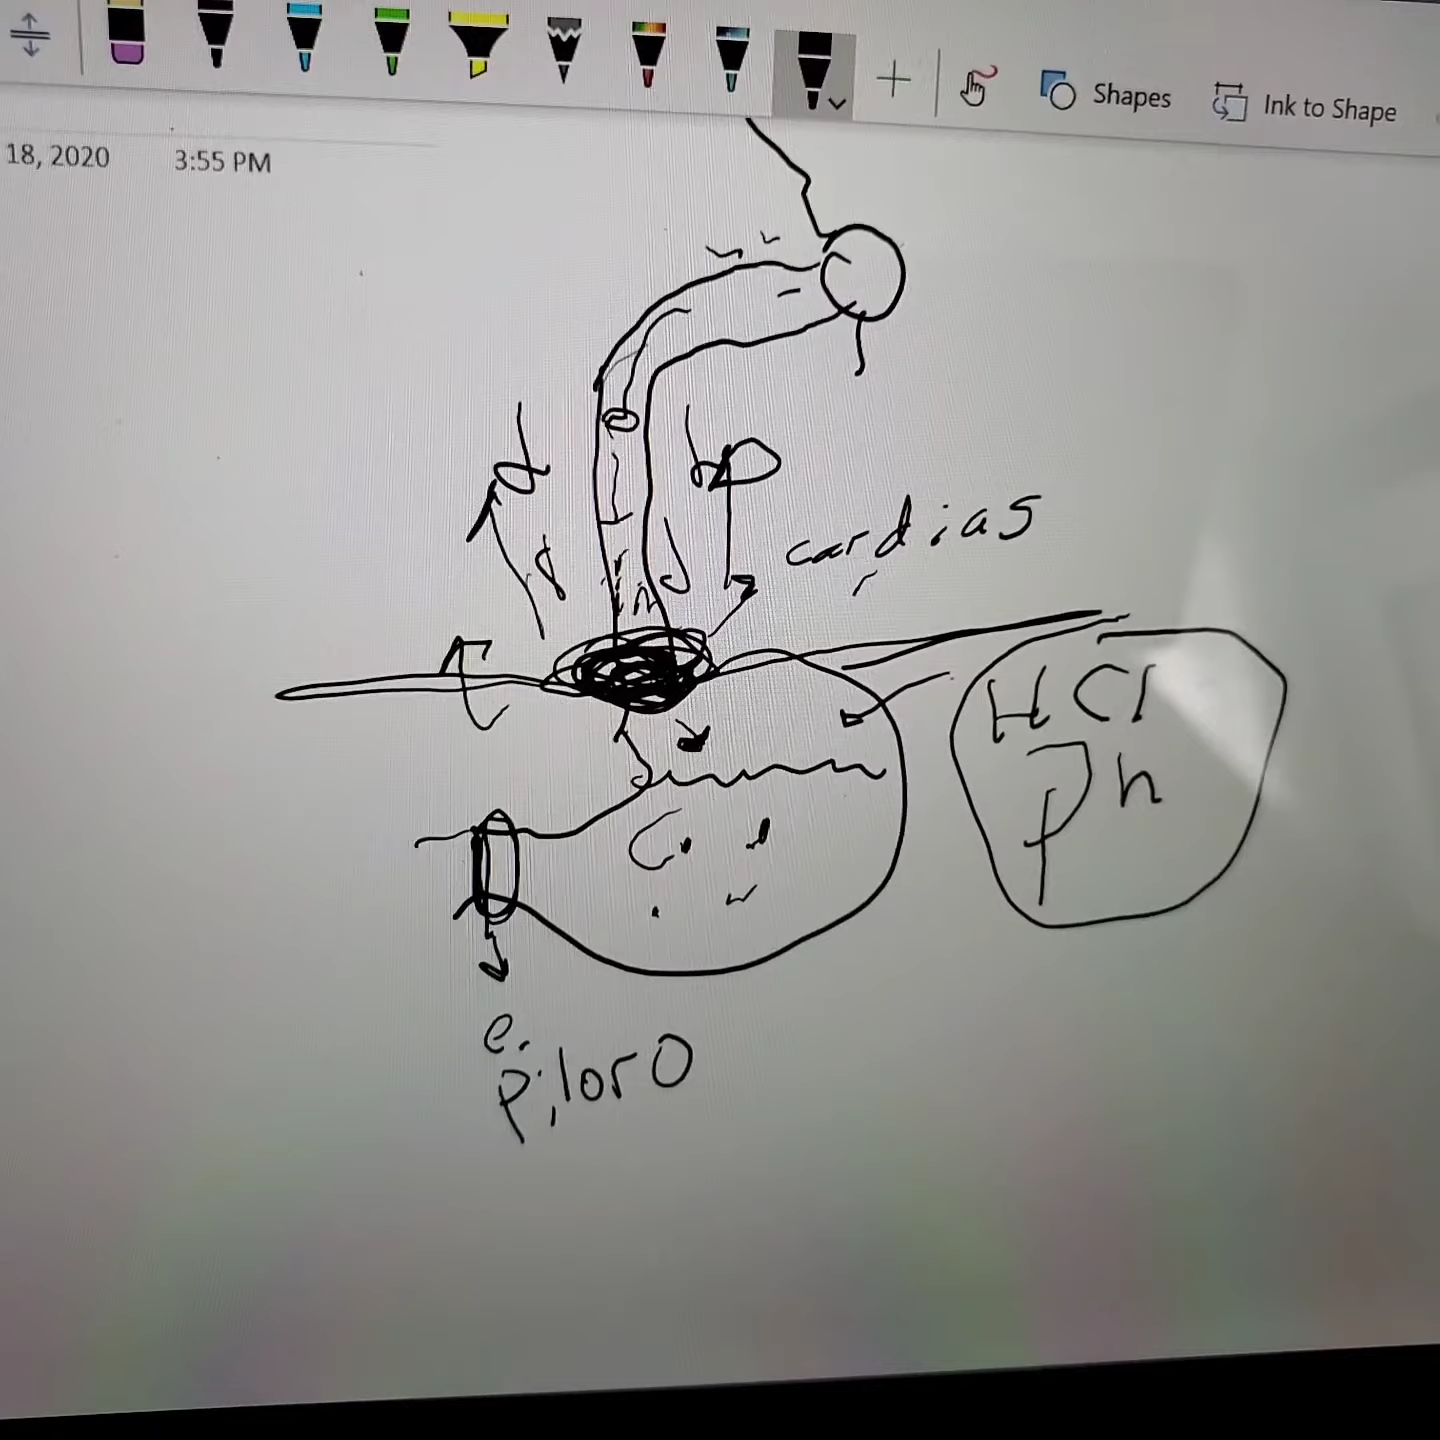 Shapes
Ink to Shape
18, 2020 3:55 PM
cardias
HCl
Ph
e.
piloro